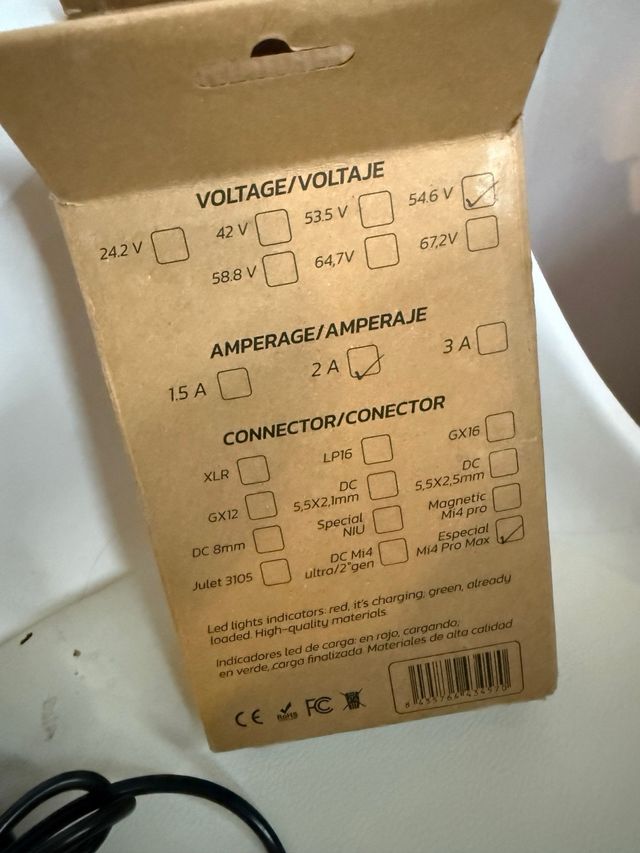 VOLTAGE/VOLTAJE
24.2 V 42 V 53.5 V 54.6 V
58.8 V 64,7V 67,2V
AMPERAGE/AMPERAJE
1.5 A 2 A 3 A
CONNECTOR/CONECTOR
XLR LP16 GX16
GX12 DC 5,5X2,1mm DC 5,5X2,5mm
DC 8mm Special NIU Magnetic Mi4 pro
Julet 3105 DC Mi4 ultra/2"gen Especial Mi4 Pro Max
Led lights indicators: red, it's charging; green, already
loaded. High-quality materials.
Indicadores led de carga: en rojo, cargando;
en verde, carga finalizada. Materiales de alta calidad
CE RoHS FC